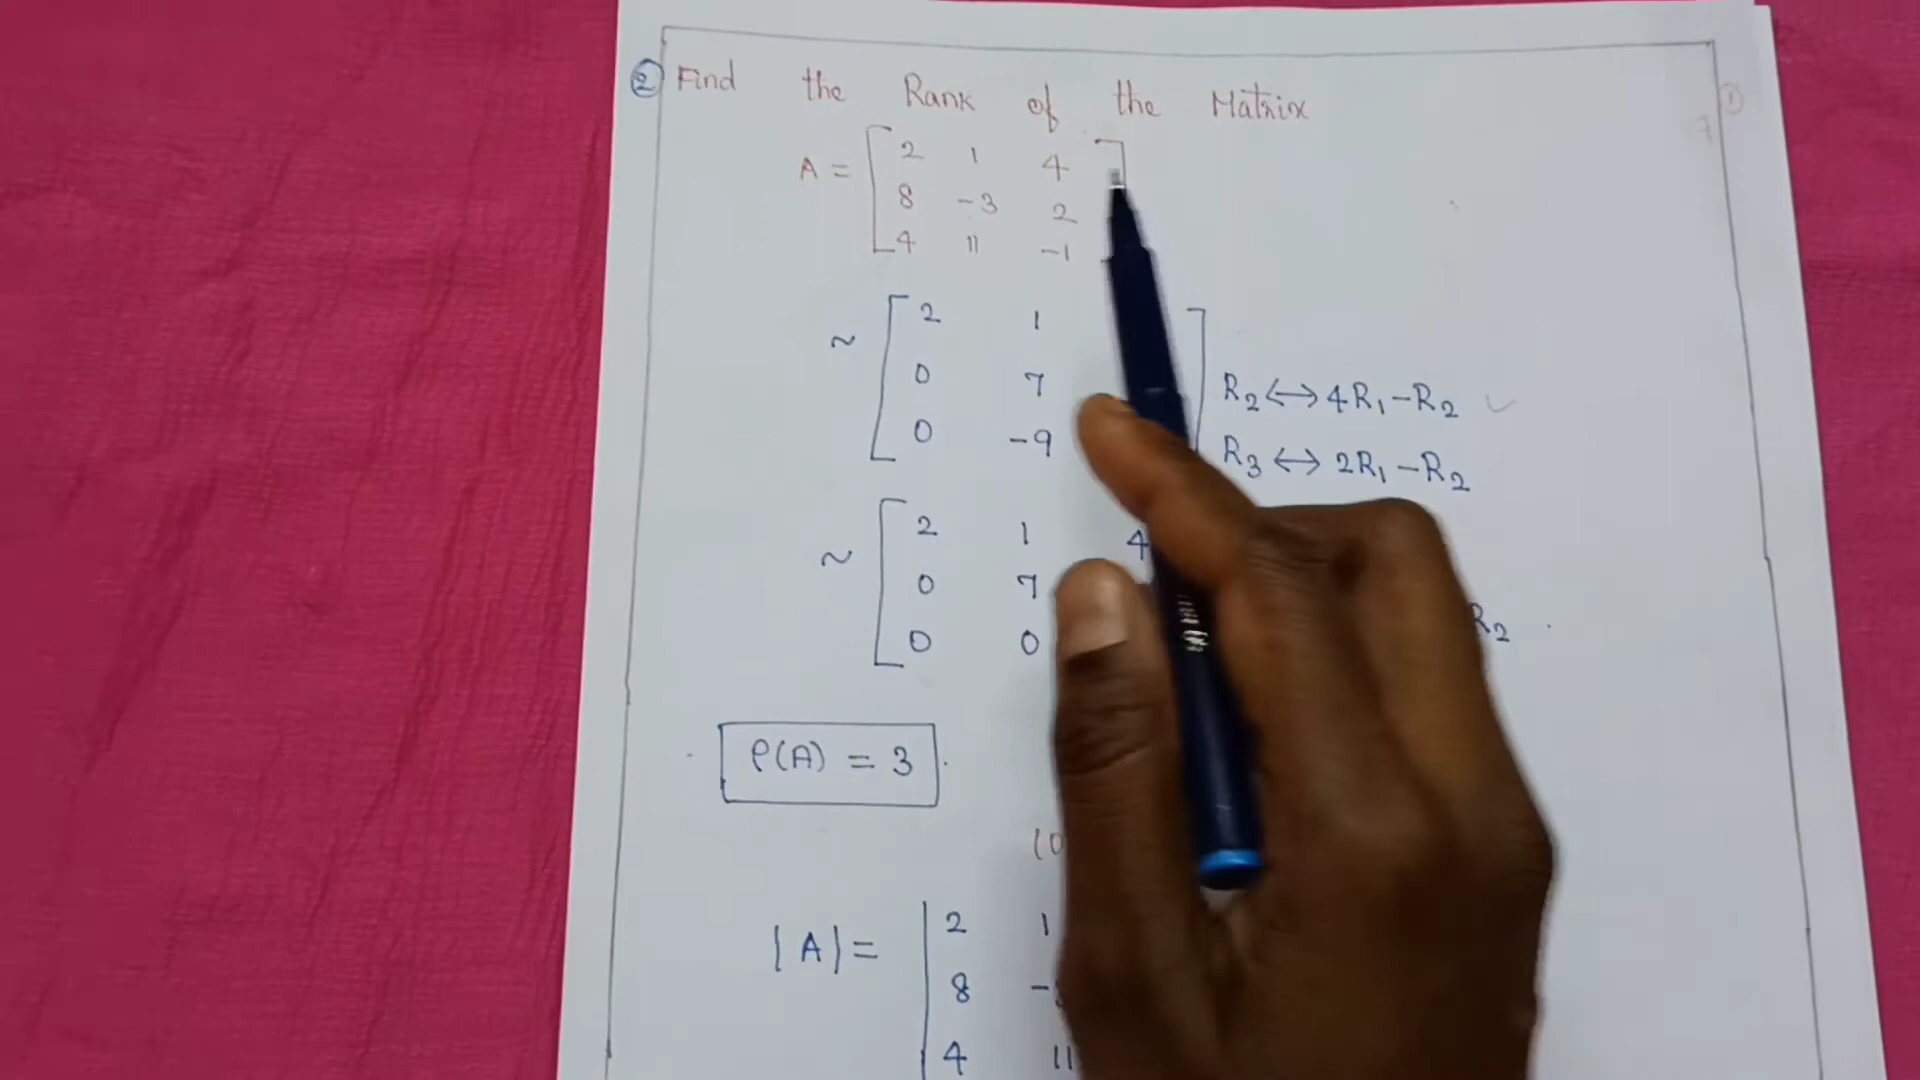 2 Find the Rank of the Matrix
A = [ 2 1 4
8 -3 2
4 11 -1 ]
~ [ 2 1
0 7
0 -9 ] R2 <-> 4R1 - R2
R3 <-> 2R1 - R2
~ [ 2 1 4
0 7
0 0
R2
ρ(A) = 3
|A| = | 2 1
8 -
4 11